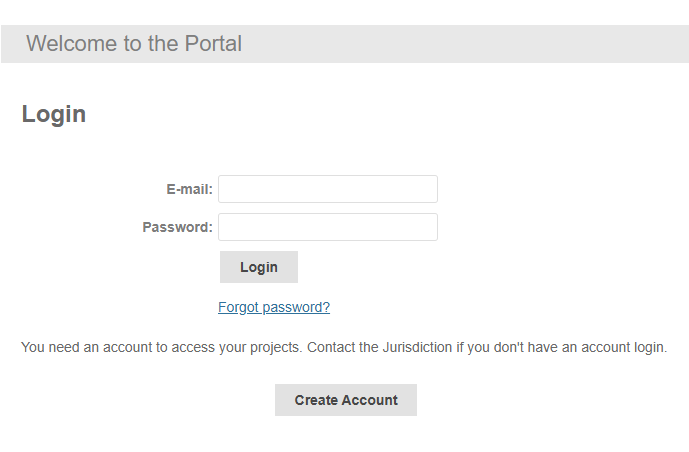 Welcome to the Portal
Login
E-mail:
Password:
Login
Forgot password?
You need an account to access your projects. Contact the Jurisdiction if you don't have an account login.
Create Account